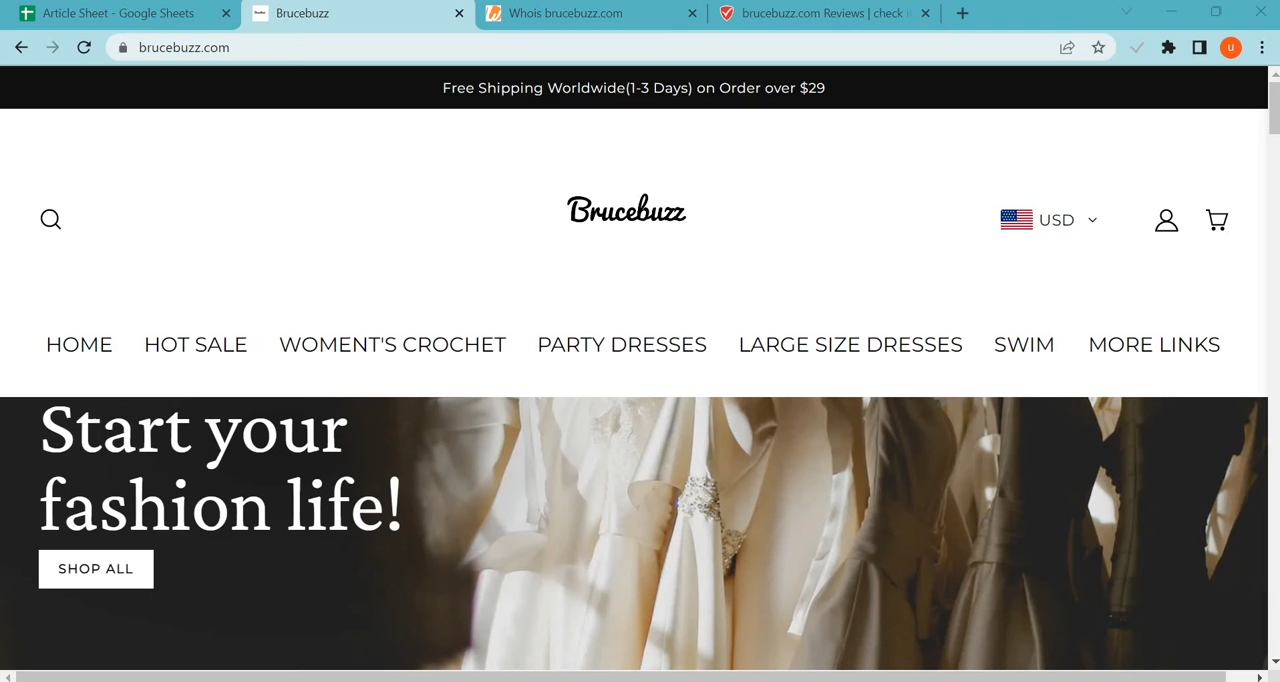 Article Sheet - Google Sheets
Brucebuzz
Whois brucebuzz.com
brucebuzz.com Reviews | check i
brucebuzz.com
u
Free Shipping Worldwide(1-3 Days) on Order over $29
Brucebuzz
USD
HOME HOT SALE WOMENT'S CROCHET PARTY DRESSES LARGE SIZE DRESSES SWIM MORE LINKS
Start your
fashion life!
SHOP ALL